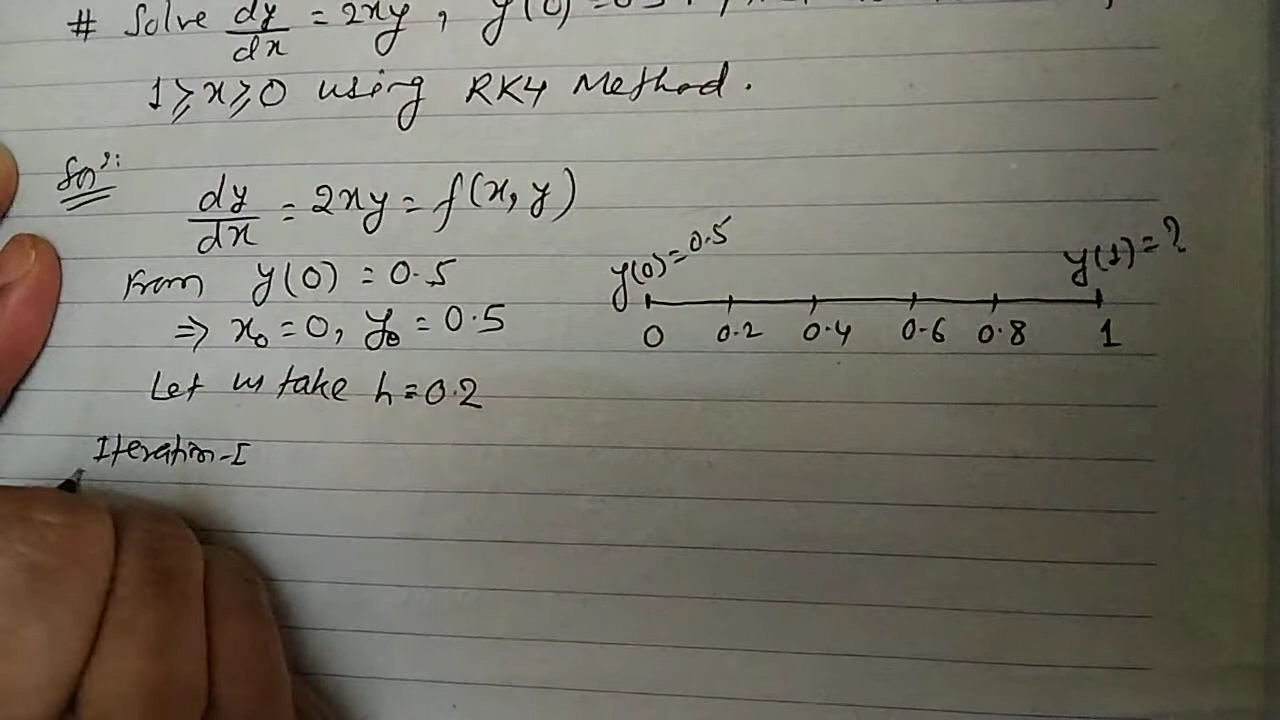 # Solve dy/dx = 2xy, y(0) =
1≥x≥0 using RK4 Method.
Solⁿ:
dy/dx = 2xy = f(x, y)
From y(0) = 0.5
⇒ x₀ = 0, y₀ = 0.5
Let us take h = 0.2
y(0) = 0.5 y(1) = ?
0 0.2 0.4 0.6 0.8 1
Iteration-I